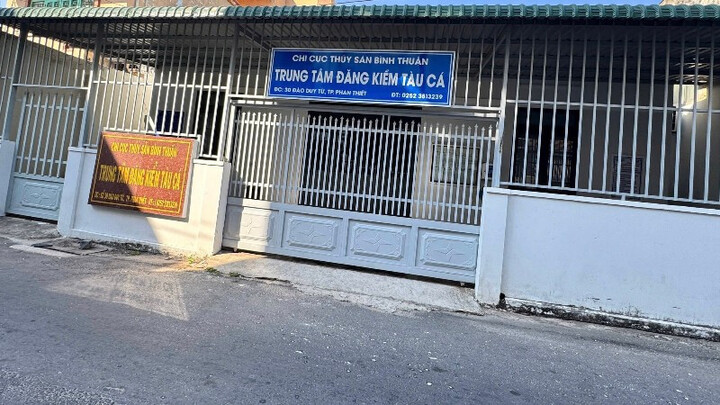 CHI CỤC THỦY SẢN BÌNH THUẬN
TRUNG TÂM ĐĂNG KIỂM TÀU CÁ
ĐC: 30 ĐÀO DUY TỪ, TP. PHAN THIẾT ĐT: 0252 3813239
CHI CỤC THỦY SẢN BÌNH THUẬN
TRUNG TÂM ĐĂNG KIỂM TÀU CÁ